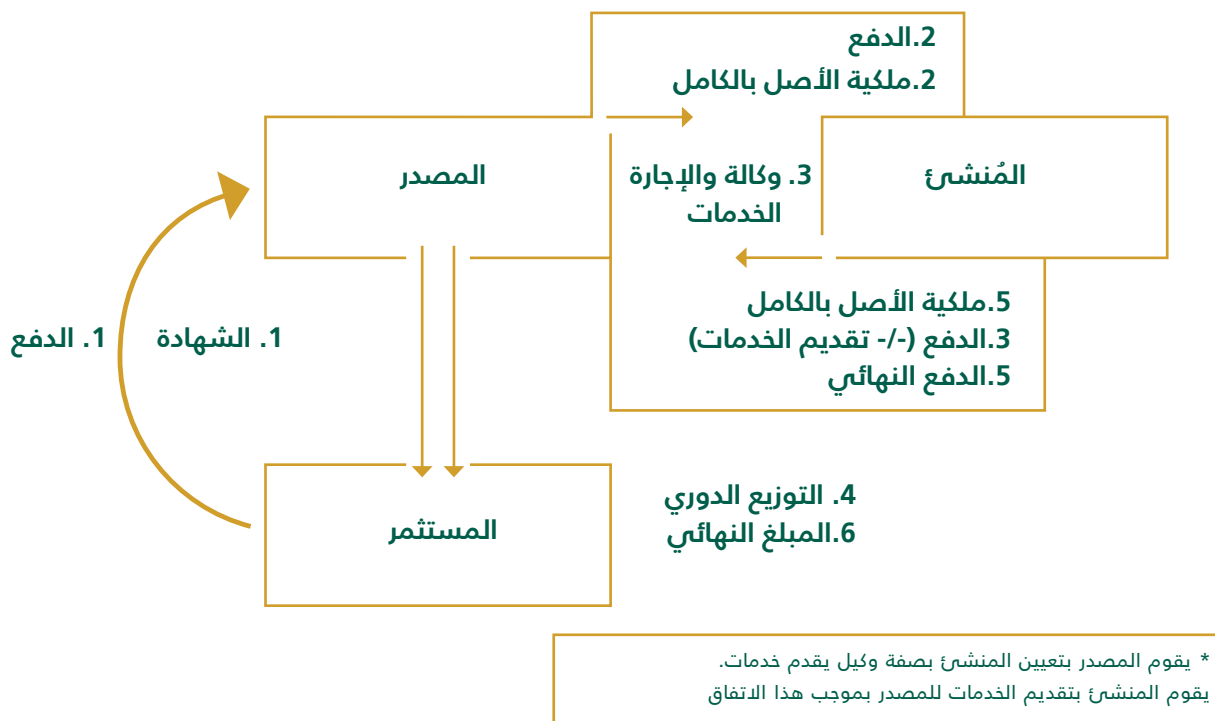 2.الدفع
2.ملكية الأصل بالكامل
المُنشئ
3. وكالة والإجارة
الخدمات
المصدر
5.ملكية الأصل بالكامل
3.الدفع (-/- تقديم الخدمات)
5.الدفع النهائي
1. الشهادة
1. الدفع
4. التوزيع الدوري
6.المبلغ النهائي
المستثمر
* يقوم المصدر بتعيين المنشئ بصفة وكيل يقدم خدمات.
يقوم المنشئ بتقديم الخدمات للمصدر بموجب هذا الاتفاق